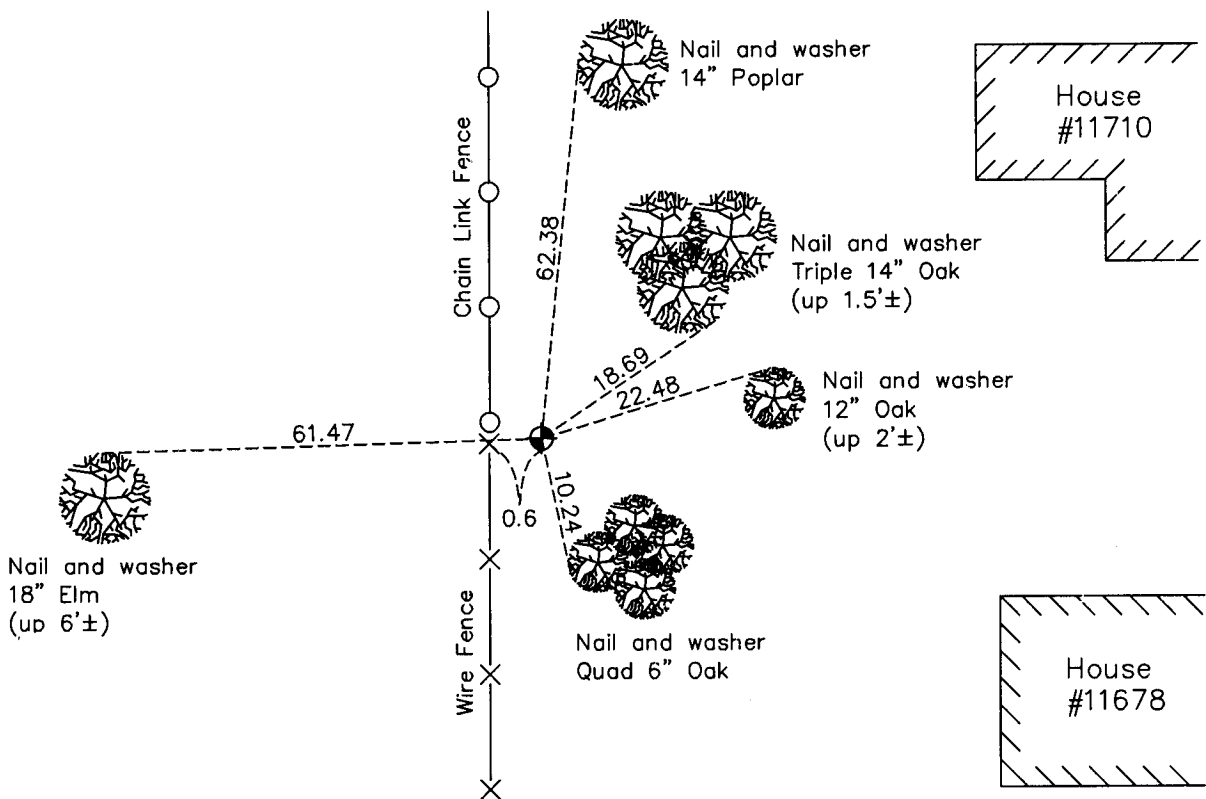 Nail and washer
14" Poplar
House
#11710
Chain Link Fence
62.38
Nail and washer
Triple 14" Oak
(up 1.5'±)
18.69
22.48
Nail and washer
12" Oak
(up 2'±)
61.47
0.6
10.24
Nail and washer
18" Elm
(up 6'±)
Wire Fence
Nail and washer
Quad 6" Oak
House
#11678